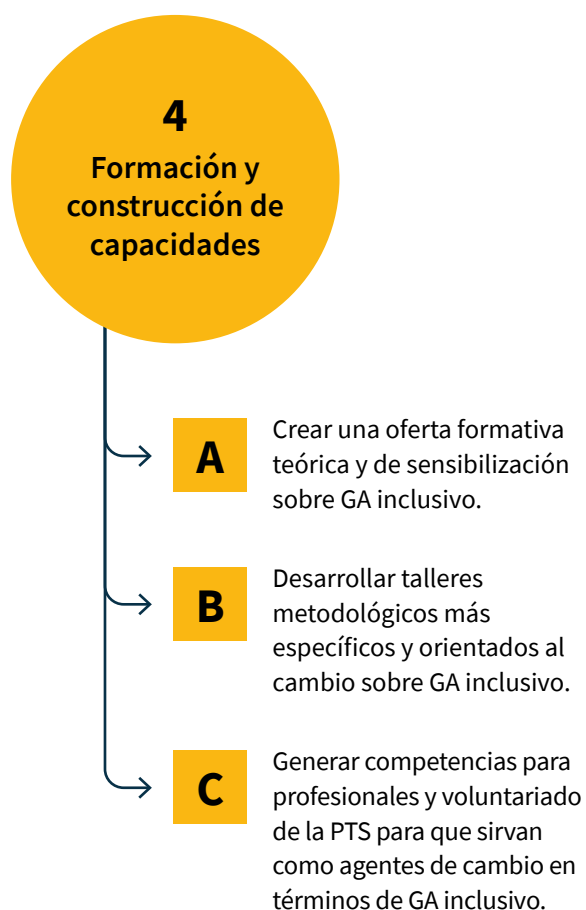 4
Formación y
construcción de
capacidades
A
Crear una oferta formativa
teórica y de sensibilización
sobre GA inclusivo.
B
Desarrollar talleres
metodológicos más
específicos y orientados al
cambio sobre GA inclusivo.
C
Generar competencias para
profesionales y voluntariado
de la PTS para que sirvan
como agentes de cambio en
términos de GA inclusivo.